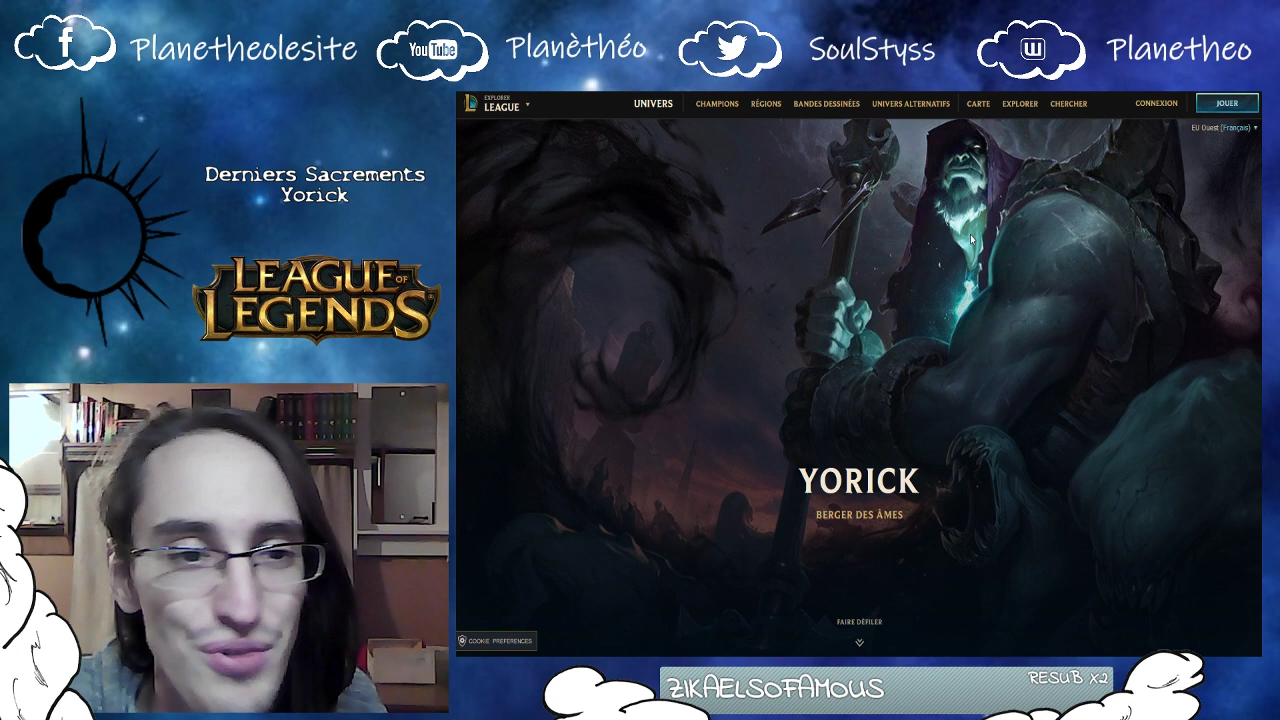 Planetheolesite
You Tube
Planèthéo
SoulStyss
Planetheo
EXPLORER
LEAGUE
UNIVERS
CHAMPIONS
RÉGIONS
BANDES DESSINÉES
UNIVERS ALTERNATIFS
CARTE
EXPLORER
CHERCHER
CONNEXION
JOUER
EU Ouest (Français)
Derniers Sacrements
Yorick
LEAGUE OF
LEGENDS
YORICK
BERGER DES ÂMES
FAIRE DÉFILER
COOKIE PREFERENCES
ZIKAELSOFAMOUS
RESUB X2